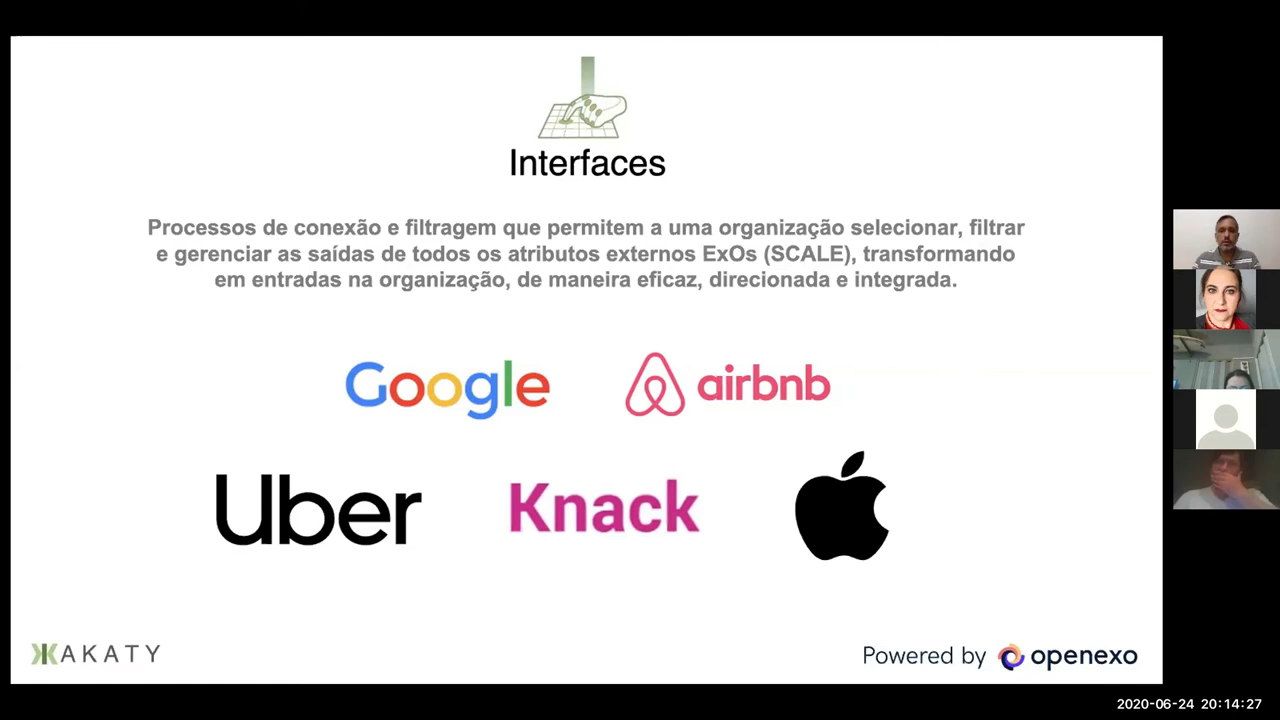 Interfaces
Processos de conexão e filtragem que permitem a uma organização selecionar, filtrar
e gerenciar as saídas de todos os atributos externos ExOs (SCALE), transformando
em entradas na organização, de maneira eficaz, direcionada e integrada.
Google
airbnb
Uber
Knack
AKATY
Powered by openexo
2020-06-24 20:14:27